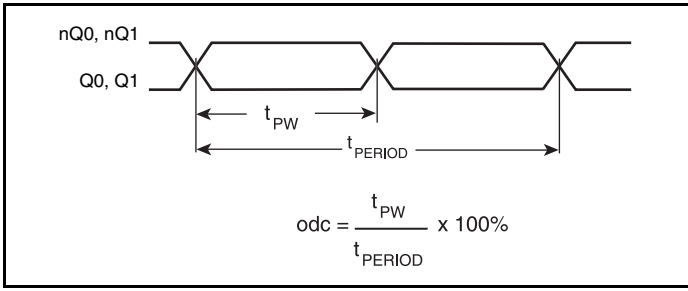 nQ0, nQ1
Q0, Q1
tPW
tPERIOD
odc = tPW / tPERIOD x 100%